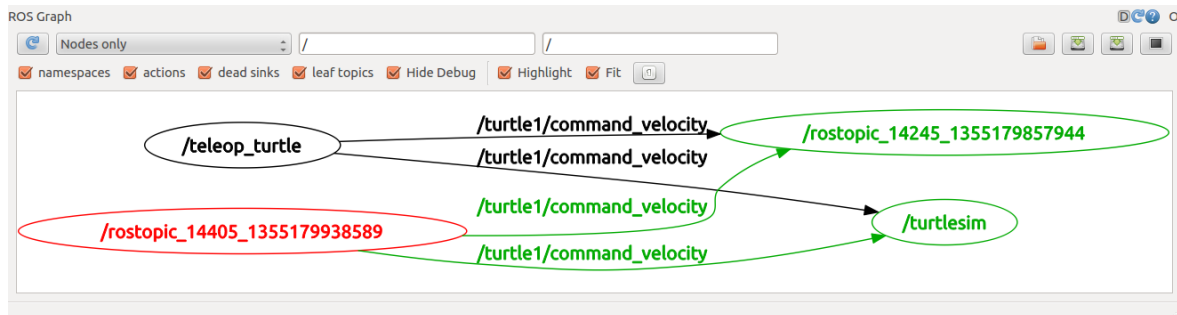 ROS Graph
D
O
Nodes only
/
/
namespaces
actions
dead sinks
leaf topics
Hide Debug
Highlight
Fit
/turtle1/command_velocity
/teleop_turtle
/rostopic_14245_1355179857944
/turtle1/command_velocity
/turtle1/command_velocity
/rostopic_14405_1355179938589
/turtlesim
/turtle1/command_velocity